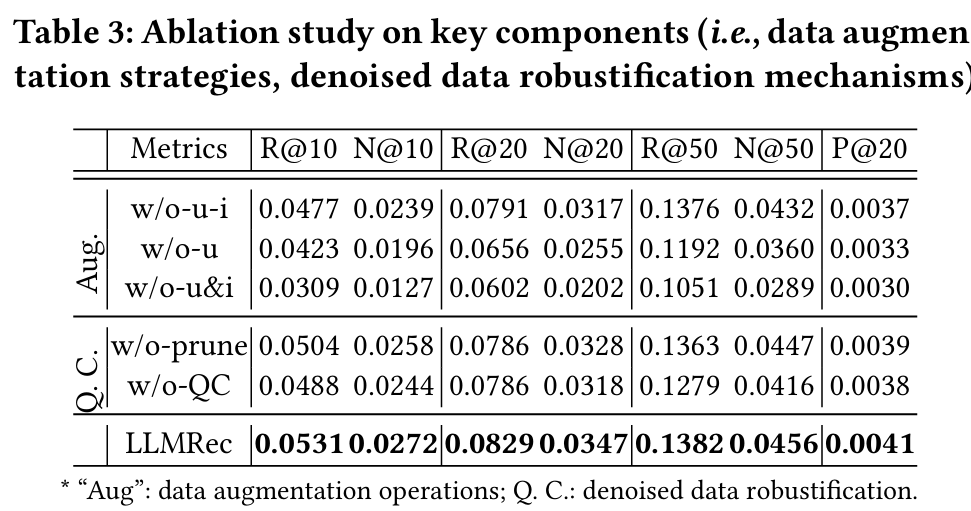 Table 3: Ablation study on key components (i.e., data augmen
tation strategies, denoised data robustification mechanisms)
Metrics R@10 N@10 R@20 N@20 R@50 N@50 P@20
Aug.
w/o-u-i 0.0477 0.0239 0.0791 0.0317 0.1376 0.0432 0.0037
w/o-u 0.0423 0.0196 0.0656 0.0255 0.1192 0.0360 0.0033
w/o-u&i 0.0309 0.0127 0.0602 0.0202 0.1051 0.0289 0.0030
Q. C.
w/o-prune 0.0504 0.0258 0.0786 0.0328 0.1363 0.0447 0.0039
w/o-QC 0.0488 0.0244 0.0786 0.0318 0.1279 0.0416 0.0038
LLMRec 0.0531 0.0272 0.0829 0.0347 0.1382 0.0456 0.0041
* “Aug”: data augmentation operations; Q. C.: denoised data robustification.